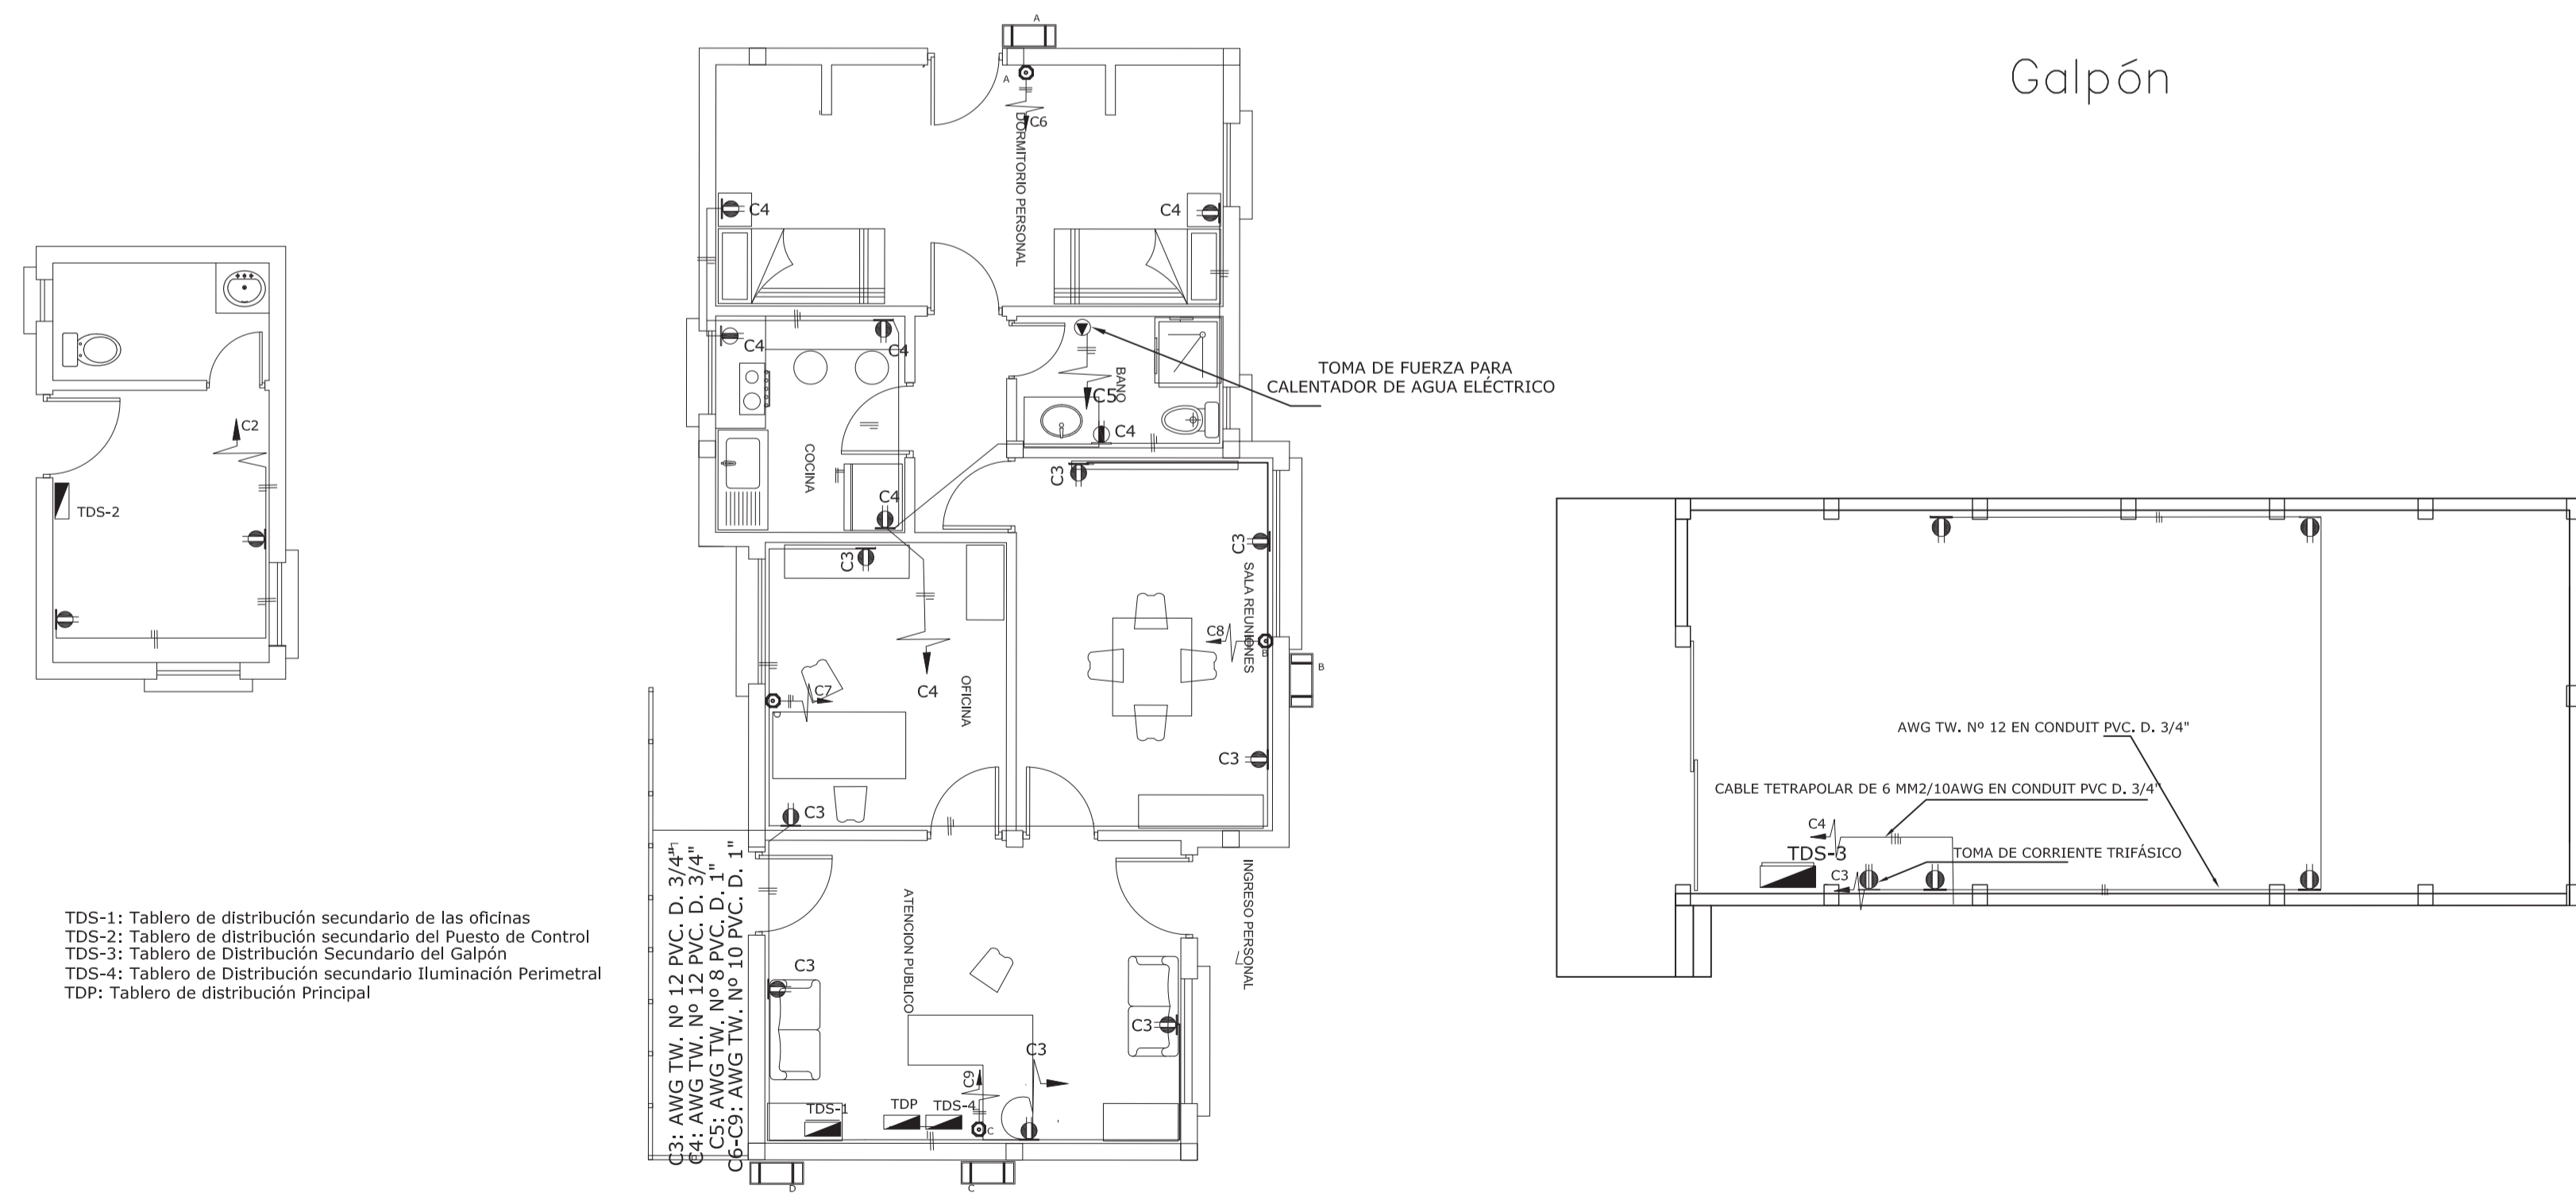 Galpón
A
A
C6
DORMITORIO PERSONAL
C4
C4
C4
C4
TOMA DE FUERZA PARA
CALENTADOR DE AGUA ELÉCTRICO
BANO
C5
C4
COCINA
C4
C2
TDS-2
C3
C3
C3
SALA REUNIONES
C8
B
B
C7
C4
OFICINA
C3
C3
AWG TW. Nº 12 EN CONDUIT PVC. D. 3/4"
CABLE TETRAPOLAR DE 6 MM2/10AWG EN CONDUIT PVC D. 3/4"
C4
TDS-3
TOMA DE CORRIENTE TRIFÁSICO
C3
INGRESO PERSONAL
ATENCION PUBLICO
C3
C3
C3
C9
TDS-1
TDP
TDS-4
C
D
C
C3: AWG TW. Nº 12 PVC. D. 3/4"
C4: AWG TW. Nº 12 PVC. D. 3/4"
C5: AWG TW. Nº 8 PVC. D. 1"
C6-C9: AWG TW. Nº 10 PVC. D. 1"
TDS-1: Tablero de distribución secundario de las oficinas
TDS-2: Tablero de distribución secundario del Puesto de Control
TDS-3: Tablero de Distribución Secundario del Galpón
TDS-4: Tablero de Distribución secundario Iluminación Perimetral
TDP: Tablero de distribución Principal